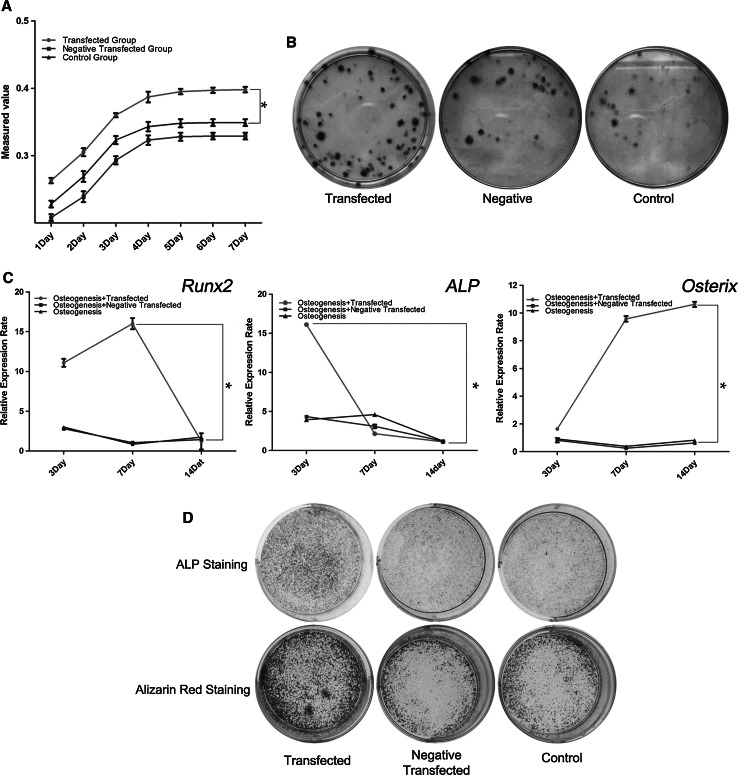 A
0.5
0.4
0.3
Measured value
Transfected Group
Negative Transfected Group
Control Group
*
1Day
2Day
3Day
4Day
5Day
6Day
7Day
B
Transfected
Negative
Control
C
Runx2
Osteogenesis+Transfected
Osteogenesis+Negative Transfected
Osteogenesis
Relative Expression Rate
20
15
10
5
0
*
3Day
7Day
14Dat
ALP
Osteogenesis+Transfected
Osteogenesis+Negative Transfected
Osteogenesis
Relative Expression Rate
20
15
10
5
0
*
3Day
7Day
14day
Osterix
Osteogenesis+Transfected
Osteogenesis+Negative Transfected
Osteogenesis
Relative Expression Rate
12
10
8
6
4
2
0
*
3Day
7Day
14Day
D
ALP Staining
Alizarin Red Staining
Transfected
Negative
Transfected
Control